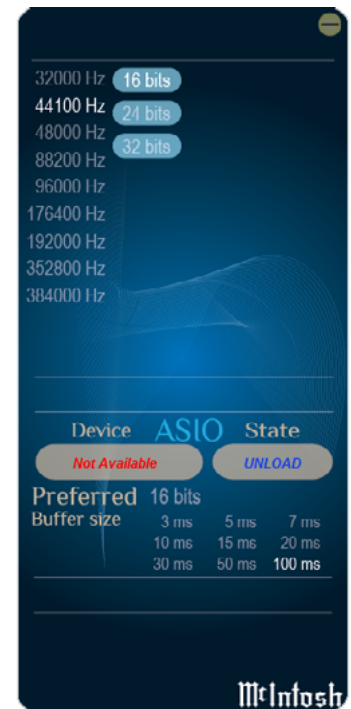 32000 Hz 16 bits
44100 Hz 24 bits
48000 Hz 32 bits
88200 Hz
96000 Hz
176400 Hz
192000 Hz
352800 Hz
384000 Hz
Device ASIO State
Not Available UNLOAD
Preferred 16 bits
Buffer size 3 ms 5 ms 7 ms
10 ms 15 ms 20 ms
30 ms 50 ms 100 ms
McIntosh